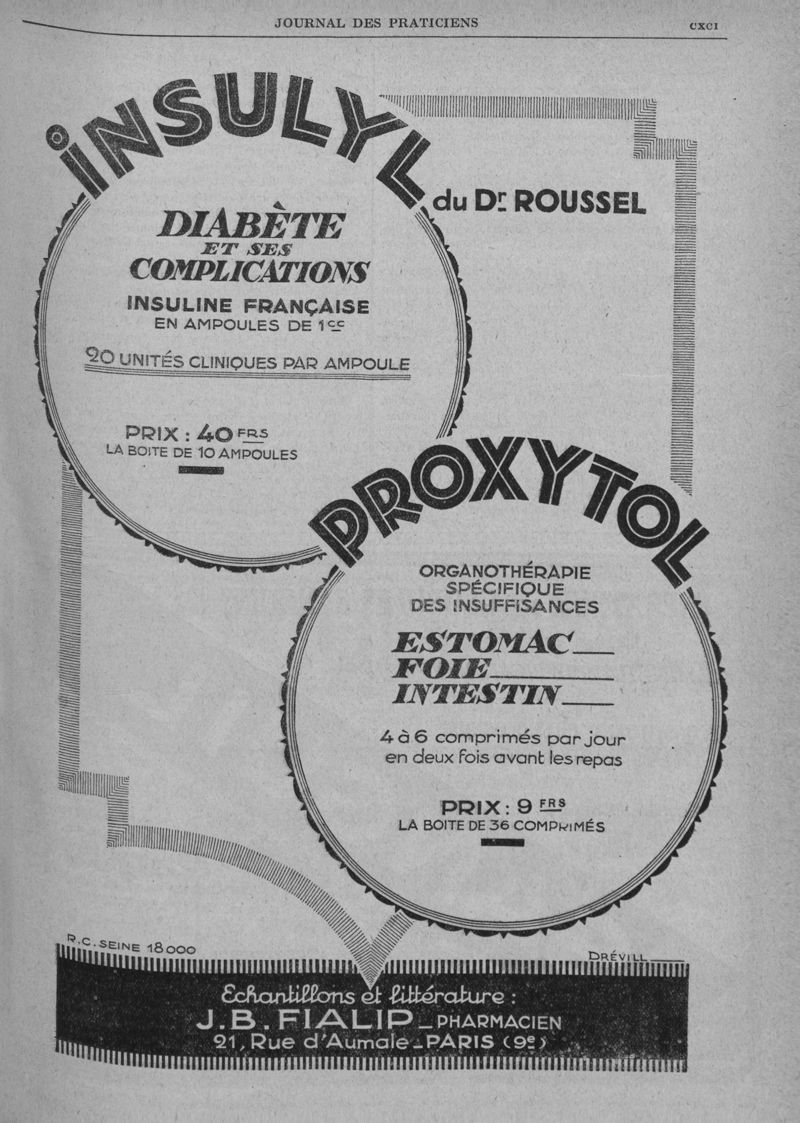 JOURNAL DES PRATICIENS
CXCI
INSULYL
du Dr ROUSSEL
DIABÈTE
ET SES
COMPLICATIONS
INSULINE FRANÇAISE
EN AMPOULES DE 1cc
20 UNITÉS CLINIQUES PAR AMPOULE
PRIX : 40 FRS
LA BOITE DE 10 AMPOULES
PROXYTOL
ORGANOTHÉRAPIE
SPÉCIFIQUE
DES INSUFFISANCES
ESTOMAC
FOIE
INTESTIN
4 à 6 comprimés par jour
en deux fois avant les repas
PRIX : 9 FRS
LA BOITE DE 36 COMPRIMÉS
R.C. SEINE 18000
DRÉVILL
Echantillons et littérature :
J.B. FIALIP _ PHARMACIEN
21, Rue d'Aumale _ PARIS (9e)